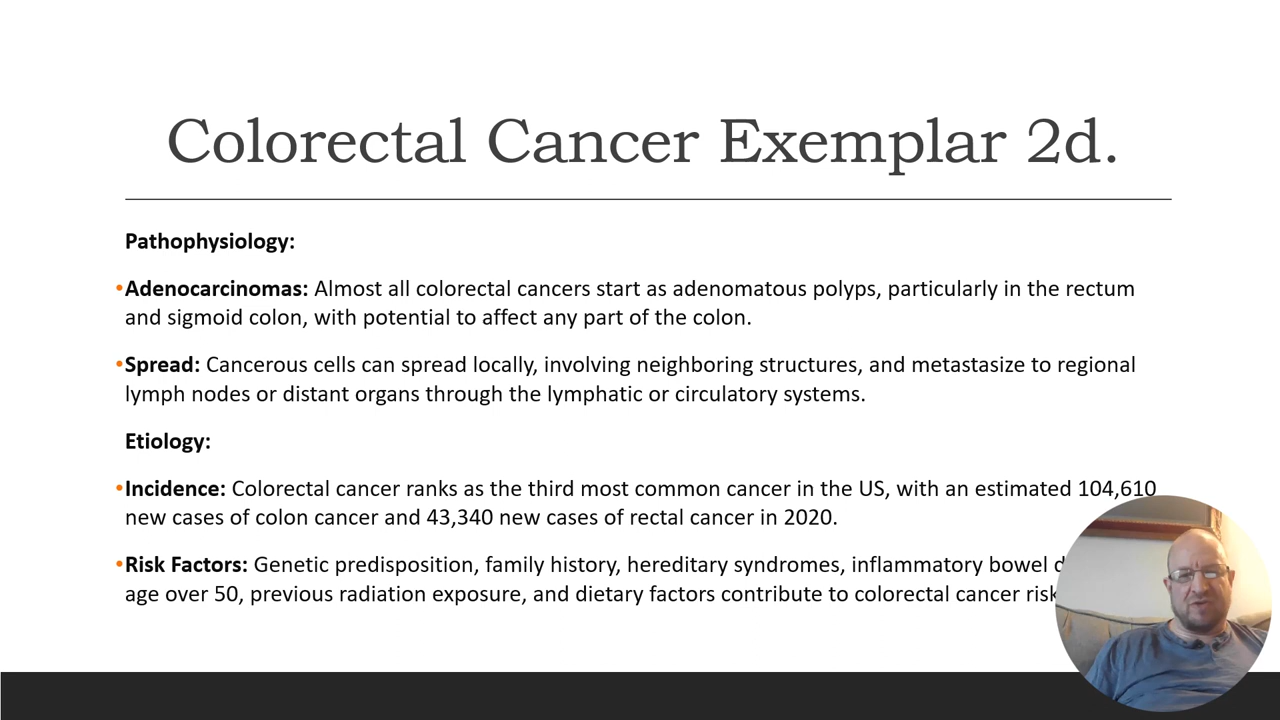 Colorectal Cancer Exemplar 2d.
Pathophysiology:
•Adenocarcinomas: Almost all colorectal cancers start as adenomatous polyps, particularly in the rectum
and sigmoid colon, with potential to affect any part of the colon.
•Spread: Cancerous cells can spread locally, involving neighboring structures, and metastasize to regional
lymph nodes or distant organs through the lymphatic or circulatory systems.
Etiology:
•Incidence: Colorectal cancer ranks as the third most common cancer in the US, with an estimated 104,610
new cases of colon cancer and 43,340 new cases of rectal cancer in 2020.
•Risk Factors: Genetic predisposition, family history, hereditary syndromes, inflammatory bowel
age over 50, previous radiation exposure, and dietary factors contribute to colorectal cancer risk